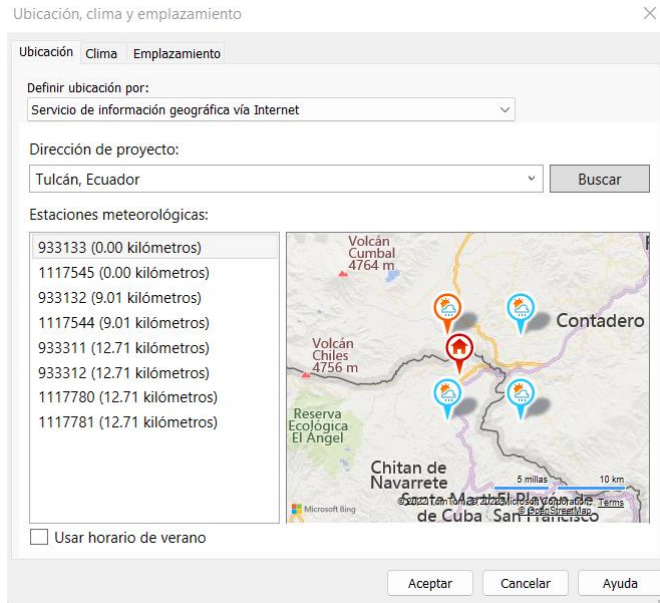 Ubicación, clima y emplazamiento
Ubicación Clima Emplazamiento
Definir ubicación por:
Servicio de información geográfica vía Internet
Dirección de proyecto:
Tulcán, Ecuador
Buscar
Estaciones meteorológicas:
933133 (0.00 kilómetros)
1117545 (0.00 kilómetros)
933132 (9.01 kilómetros)
1117544 (9.01 kilómetros)
933311 (12.71 kilómetros)
933312 (12.71 kilómetros)
1117780 (12.71 kilómetros)
1117781 (12.71 kilómetros)
Volcán
Cumbal
4764 m
Contadero
Volcán
Chiles
4756 m
Reserva
Ecológica
El Ángel
Chitan de
Navarrete
5 millas 10 km
Microsoft Bing
Terms
© OpenStreetMap
de Cuba San Francisco
Usar horario de verano
Aceptar Cancelar Ayuda